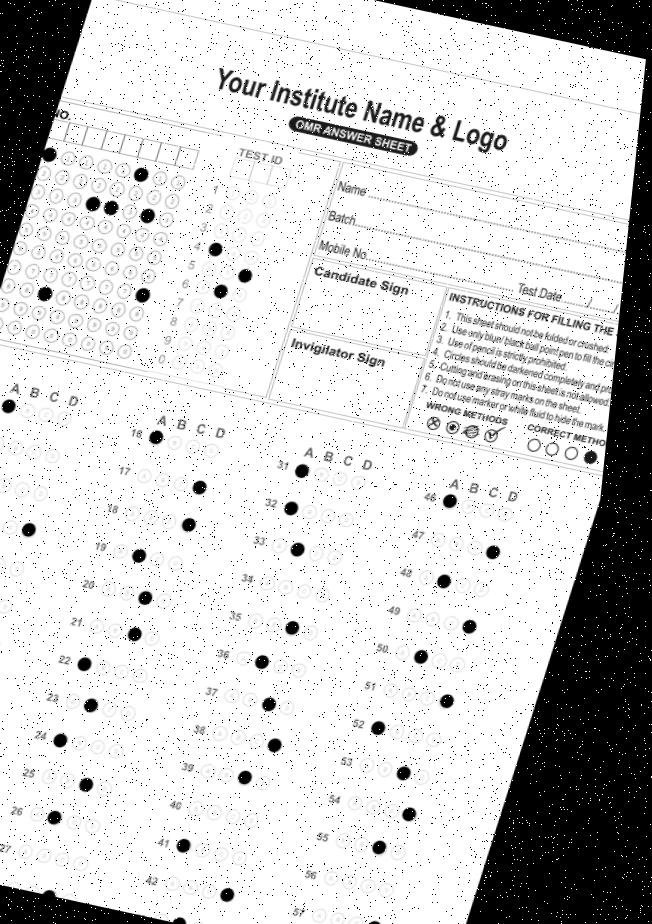 Your Institute Name & Logo
OMR ANSWER SHEET
NO.
TEST ID
Name
Batch
Mobile No.
Test Date / /
Candidate Sign
Invigilator Sign
INSTRUCTIONS FOR FILLING THE
1. This sheet should not be folded or crushed.
2. Use only blue/ black ball point pen to fill the
3. Use of pencil is strictly prohibited.
4. Circles should be darkened completely and
5. Cutting and erasing on this sheet is not allowed
6. Do not use any stray marks on the sheet.
7. Do not use marker or white fluid to hide the mark.
WRONG METHODS
CORRECT METHO
1
2
3
4
5
6
7
8
9
0
A B C D
A B C D
16
17
18
19
20
21
22
23
24
25
26
27
A B C D
31
32
33
34
35
36
37
38
39
40
41
42
A B C D
46
47
48
49
50
51
52
53
54
55
56
57